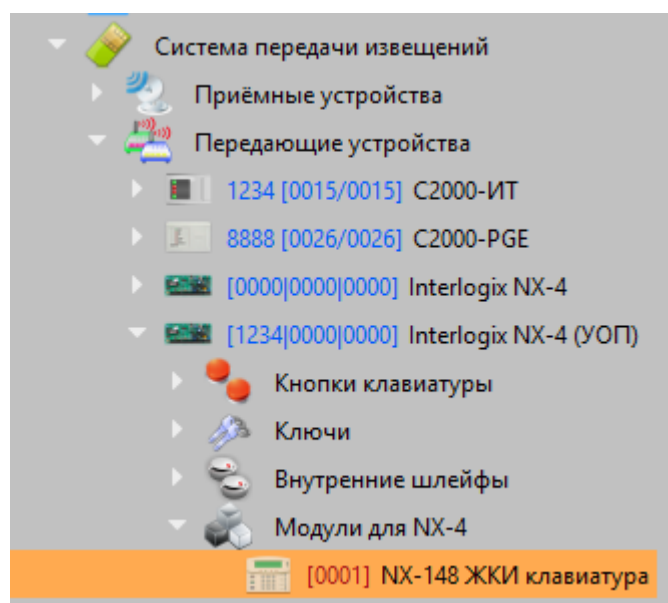 Система передачи извещений
Приёмные устройства
Передающие устройства
1234 [0015/0015] С2000-ИТ
8888 [0026/0026] С2000-PGE
[0000|0000|0000] Interlogix NX-4
[1234|0000|0000] Interlogix NX-4 (УОП)
Кнопки клавиатуры
Ключи
Внутренние шлейфы
Модули для NX-4
[0001] NX-148 ЖКИ клавиатура